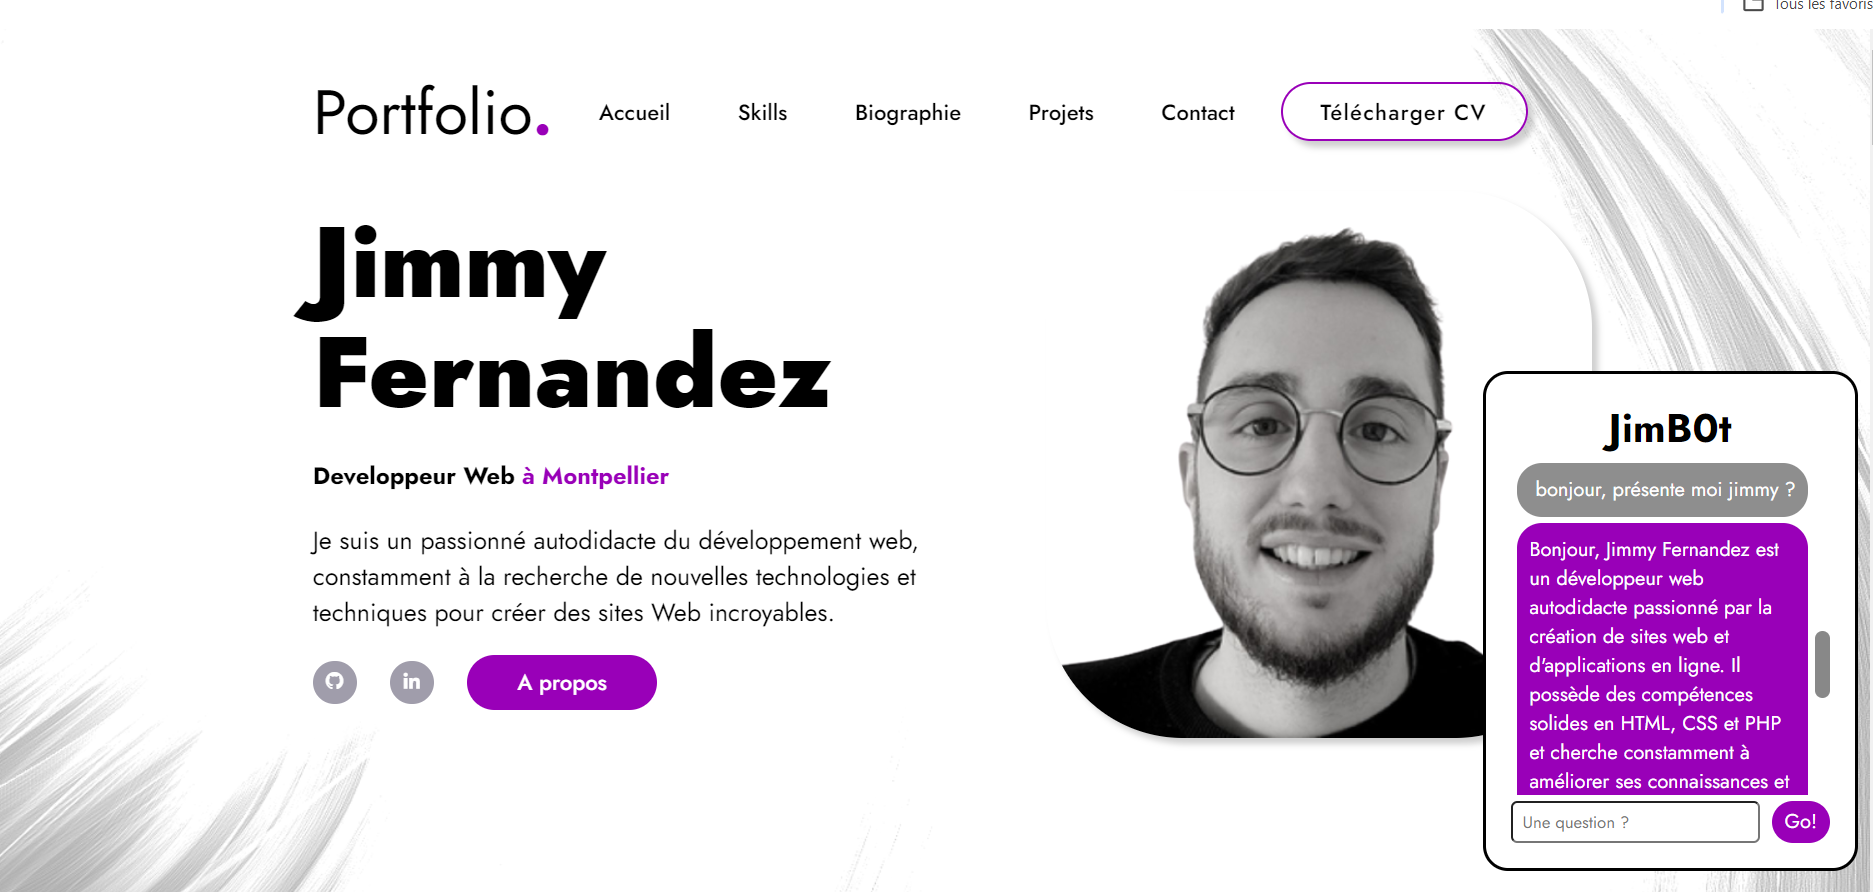 Tous les favoris
Portfolio.
Accueil
Skills
Biographie
Projets
Contact
Télécharger CV
Jimmy
Fernandez
Developpeur Web à Montpellier
Je suis un passionné autodidacte du développement web,
constamment à la recherche de nouvelles technologies et
techniques pour créer des sites Web incroyables.
A propos
JimB0t
bonjour, présente moi jimmy ?
Bonjour, Jimmy Fernandez est
un développeur web
autodidacte passionné par la
création de sites web et
d'applications en ligne. Il
possède des compétences
solides en HTML, CSS et PHP
et cherche constamment à
améliorer ses connaissances et
Une question ?
Go!